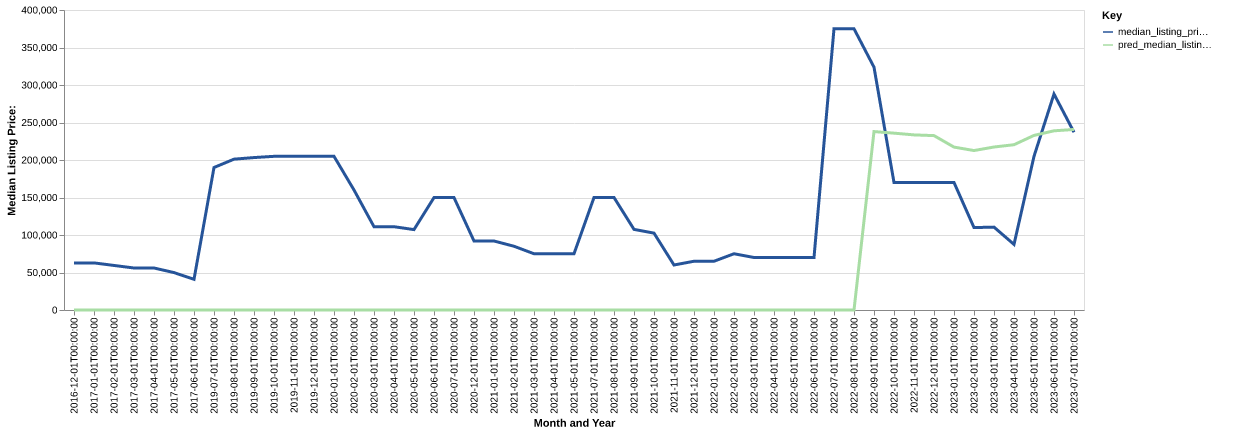 400,000
350,000
300,000
250,000
200,000
150,000
100,000
50,000
0
Median Listing Price:
2016-12-01T00:00:00
2017-01-01T00:00:00
2017-02-01T00:00:00
2017-03-01T00:00:00
2017-04-01T00:00:00
2017-05-01T00:00:00
2017-06-01T00:00:00
2019-07-01T00:00:00
2019-08-01T00:00:00
2019-09-01T00:00:00
2019-10-01T00:00:00
2019-11-01T00:00:00
2019-12-01T00:00:00
2020-01-01T00:00:00
2020-02-01T00:00:00
2020-03-01T00:00:00
2020-04-01T00:00:00
2020-05-01T00:00:00
2020-06-01T00:00:00
2020-07-01T00:00:00
2020-12-01T00:00:00
2021-01-01T00:00:00
2021-02-01T00:00:00
2021-03-01T00:00:00
2021-04-01T00:00:00
2021-05-01T00:00:00
2021-07-01T00:00:00
2021-08-01T00:00:00
2021-09-01T00:00:00
2021-10-01T00:00:00
2021-11-01T00:00:00
2021-12-01T00:00:00
2022-01-01T00:00:00
2022-02-01T00:00:00
2022-03-01T00:00:00
2022-04-01T00:00:00
2022-05-01T00:00:00
2022-06-01T00:00:00
2022-07-01T00:00:00
2022-08-01T00:00:00
2022-09-01T00:00:00
2022-10-01T00:00:00
2022-11-01T00:00:00
2022-12-01T00:00:00
2023-01-01T00:00:00
2023-02-01T00:00:00
2023-03-01T00:00:00
2023-04-01T00:00:00
2023-05-01T00:00:00
2023-06-01T00:00:00
2023-07-01T00:00:00
Month and Year
Key
median_listing_pri…
pred_median_listin…